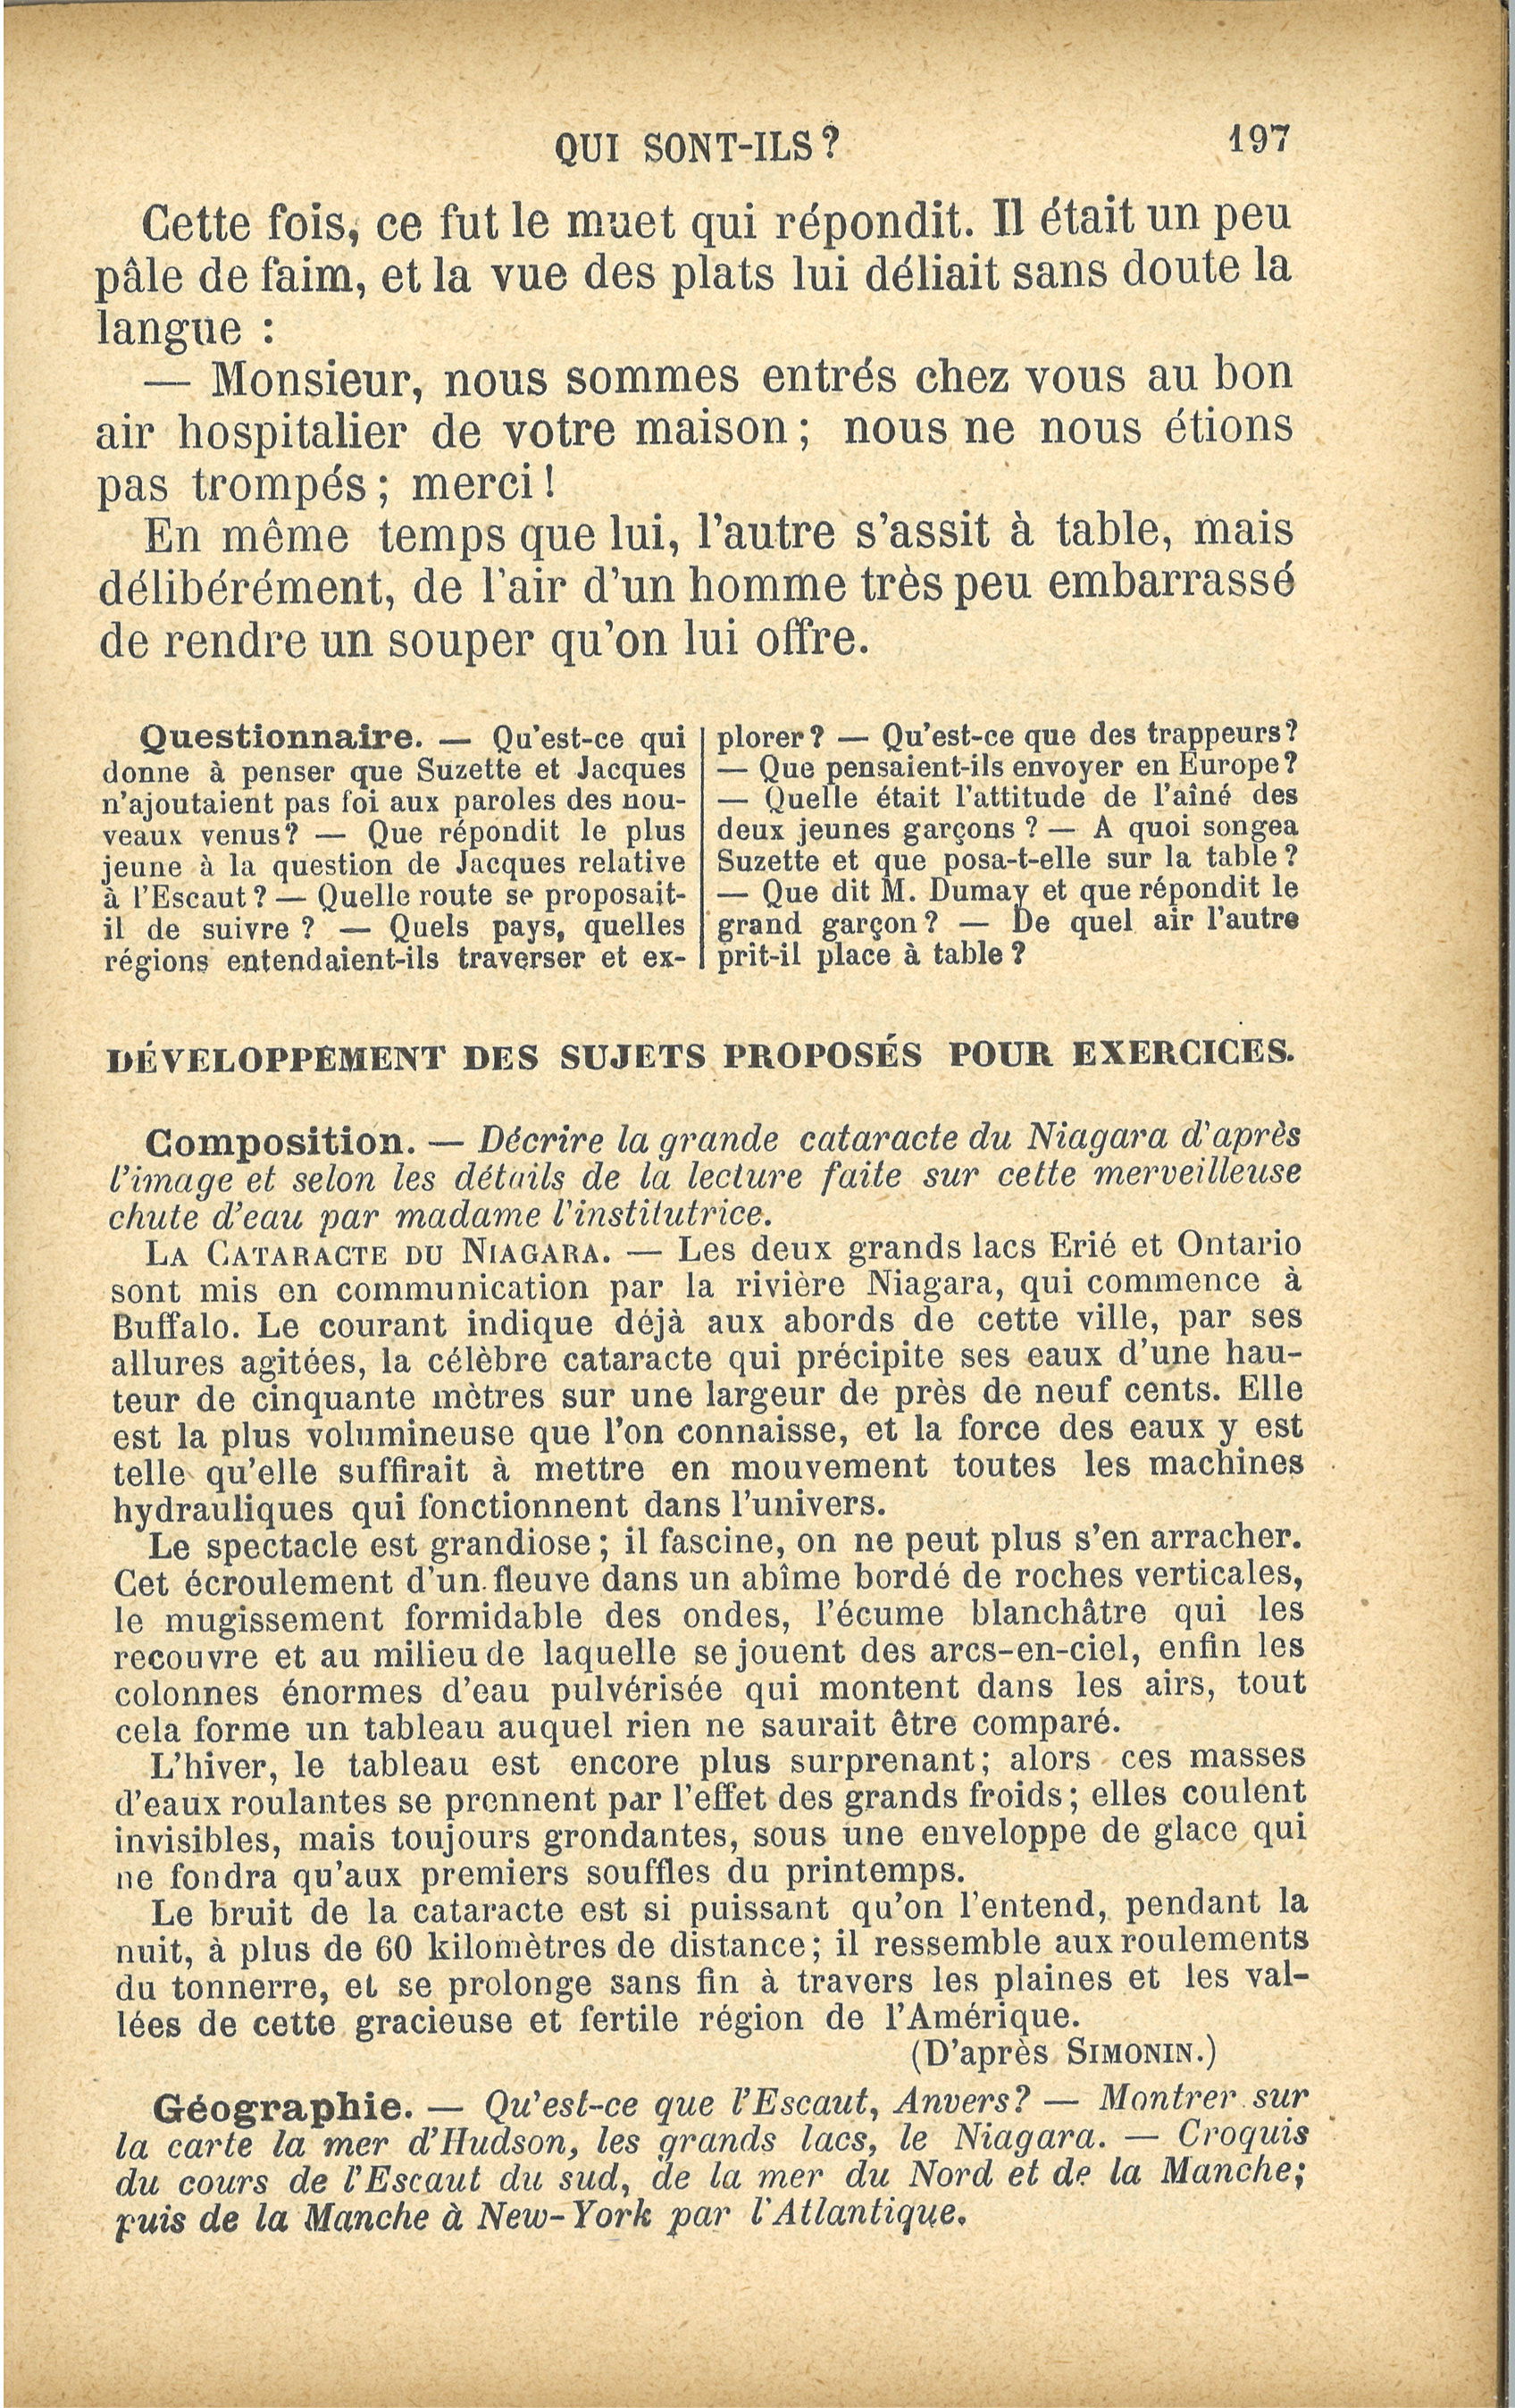 QUI SONT-ILS ? 197
Cette fois, ce fut le muet qui répondit. Il était un peu
pâle de faim, et la vue des plats lui déliait sans doute la
langue :
— Monsieur, nous sommes entrés chez vous au bon
air hospitalier de votre maison ; nous ne nous étions
pas trompés ; merci !
En même temps que lui, l'autre s'assit à table, mais
délibérément, de l'air d'un homme très peu embarrassé
de rendre un souper qu'on lui offre.
Questionnaire. — Qu'est-ce qui
donne à penser que Suzette et Jacques
n'ajoutaient pas foi aux paroles des nou-
veaux venus ? — Que répondit le plus
jeune à la question de Jacques relative
à l'Escaut ? — Quelle route se proposait-
il de suivre ? — Quels pays, quelles
régions entendaient-ils traverser et ex-
plorer ? — Qu'est-ce que des trappeurs ?
— Que pensaient-ils envoyer en Europe ?
— Quelle était l'attitude de l'aîné des
deux jeunes garçons ? — A quoi songea
Suzette et que posa-t-elle sur la table ?
— Que dit M. Dumay et que répondit le
grand garçon ? — De quel air l'autre
prit-il place à table ?
DÉVELOPPEMENT DES SUJETS PROPOSÉS POUR EXERCICES.
Composition. — Décrire la grande cataracte du Niagara d'après
l'image et selon les détails de la lecture faite sur cette merveilleuse
chute d'eau par madame l'institutrice.
LA CATARACTE DU NIAGARA. — Les deux grands lacs Erié et Ontario
sont mis en communication par la rivière Niagara, qui commence à
Buffalo. Le courant indique déjà aux abords de cette ville, par ses
allures agitées, la célèbre cataracte qui précipite ses eaux d'une hau-
teur de cinquante mètres sur une largeur de près de neuf cents. Elle
est la plus volumineuse que l'on connaisse, et la force des eaux y est
telle qu'elle suffirait à mettre en mouvement toutes les machines
hydrauliques qui fonctionnent dans l'univers.
Le spectacle est grandiose ; il fascine, on ne peut plus s'en arracher.
Cet écroulement d'un fleuve dans un abîme bordé de roches verticales,
le mugissement formidable des ondes, l'écume blanchâtre qui les
recouvre et au milieu de laquelle se jouent des arcs-en-ciel, enfin les
colonnes énormes d'eau pulvérisée qui montent dans les airs, tout
cela forme un tableau auquel rien ne saurait être comparé.
L'hiver, le tableau est encore plus surprenant ; alors ces masses
d'eaux roulantes se prennent par l'effet des grands froids ; elles coulent
invisibles, mais toujours grondantes, sous une enveloppe de glace qui
ne fondra qu'aux premiers souffles du printemps.
Le bruit de la cataracte est si puissant qu'on l'entend, pendant la
nuit, à plus de 60 kilomètres de distance ; il ressemble aux roulements
du tonnerre, et se prolonge sans fin à travers les plaines et les val-
lées de cette gracieuse et fertile région de l'Amérique.
(D'après SIMONIN.)
Géographie. — Qu'est-ce que l'Escaut, Anvers ? — Montrer sur
la carte la mer d'Hudson, les grands lacs, le Niagara. — Croquis
du cours de l'Escaut du sud, de la mer du Nord et de la Manche ;
puis de la Manche à New-York par l'Atlantique.